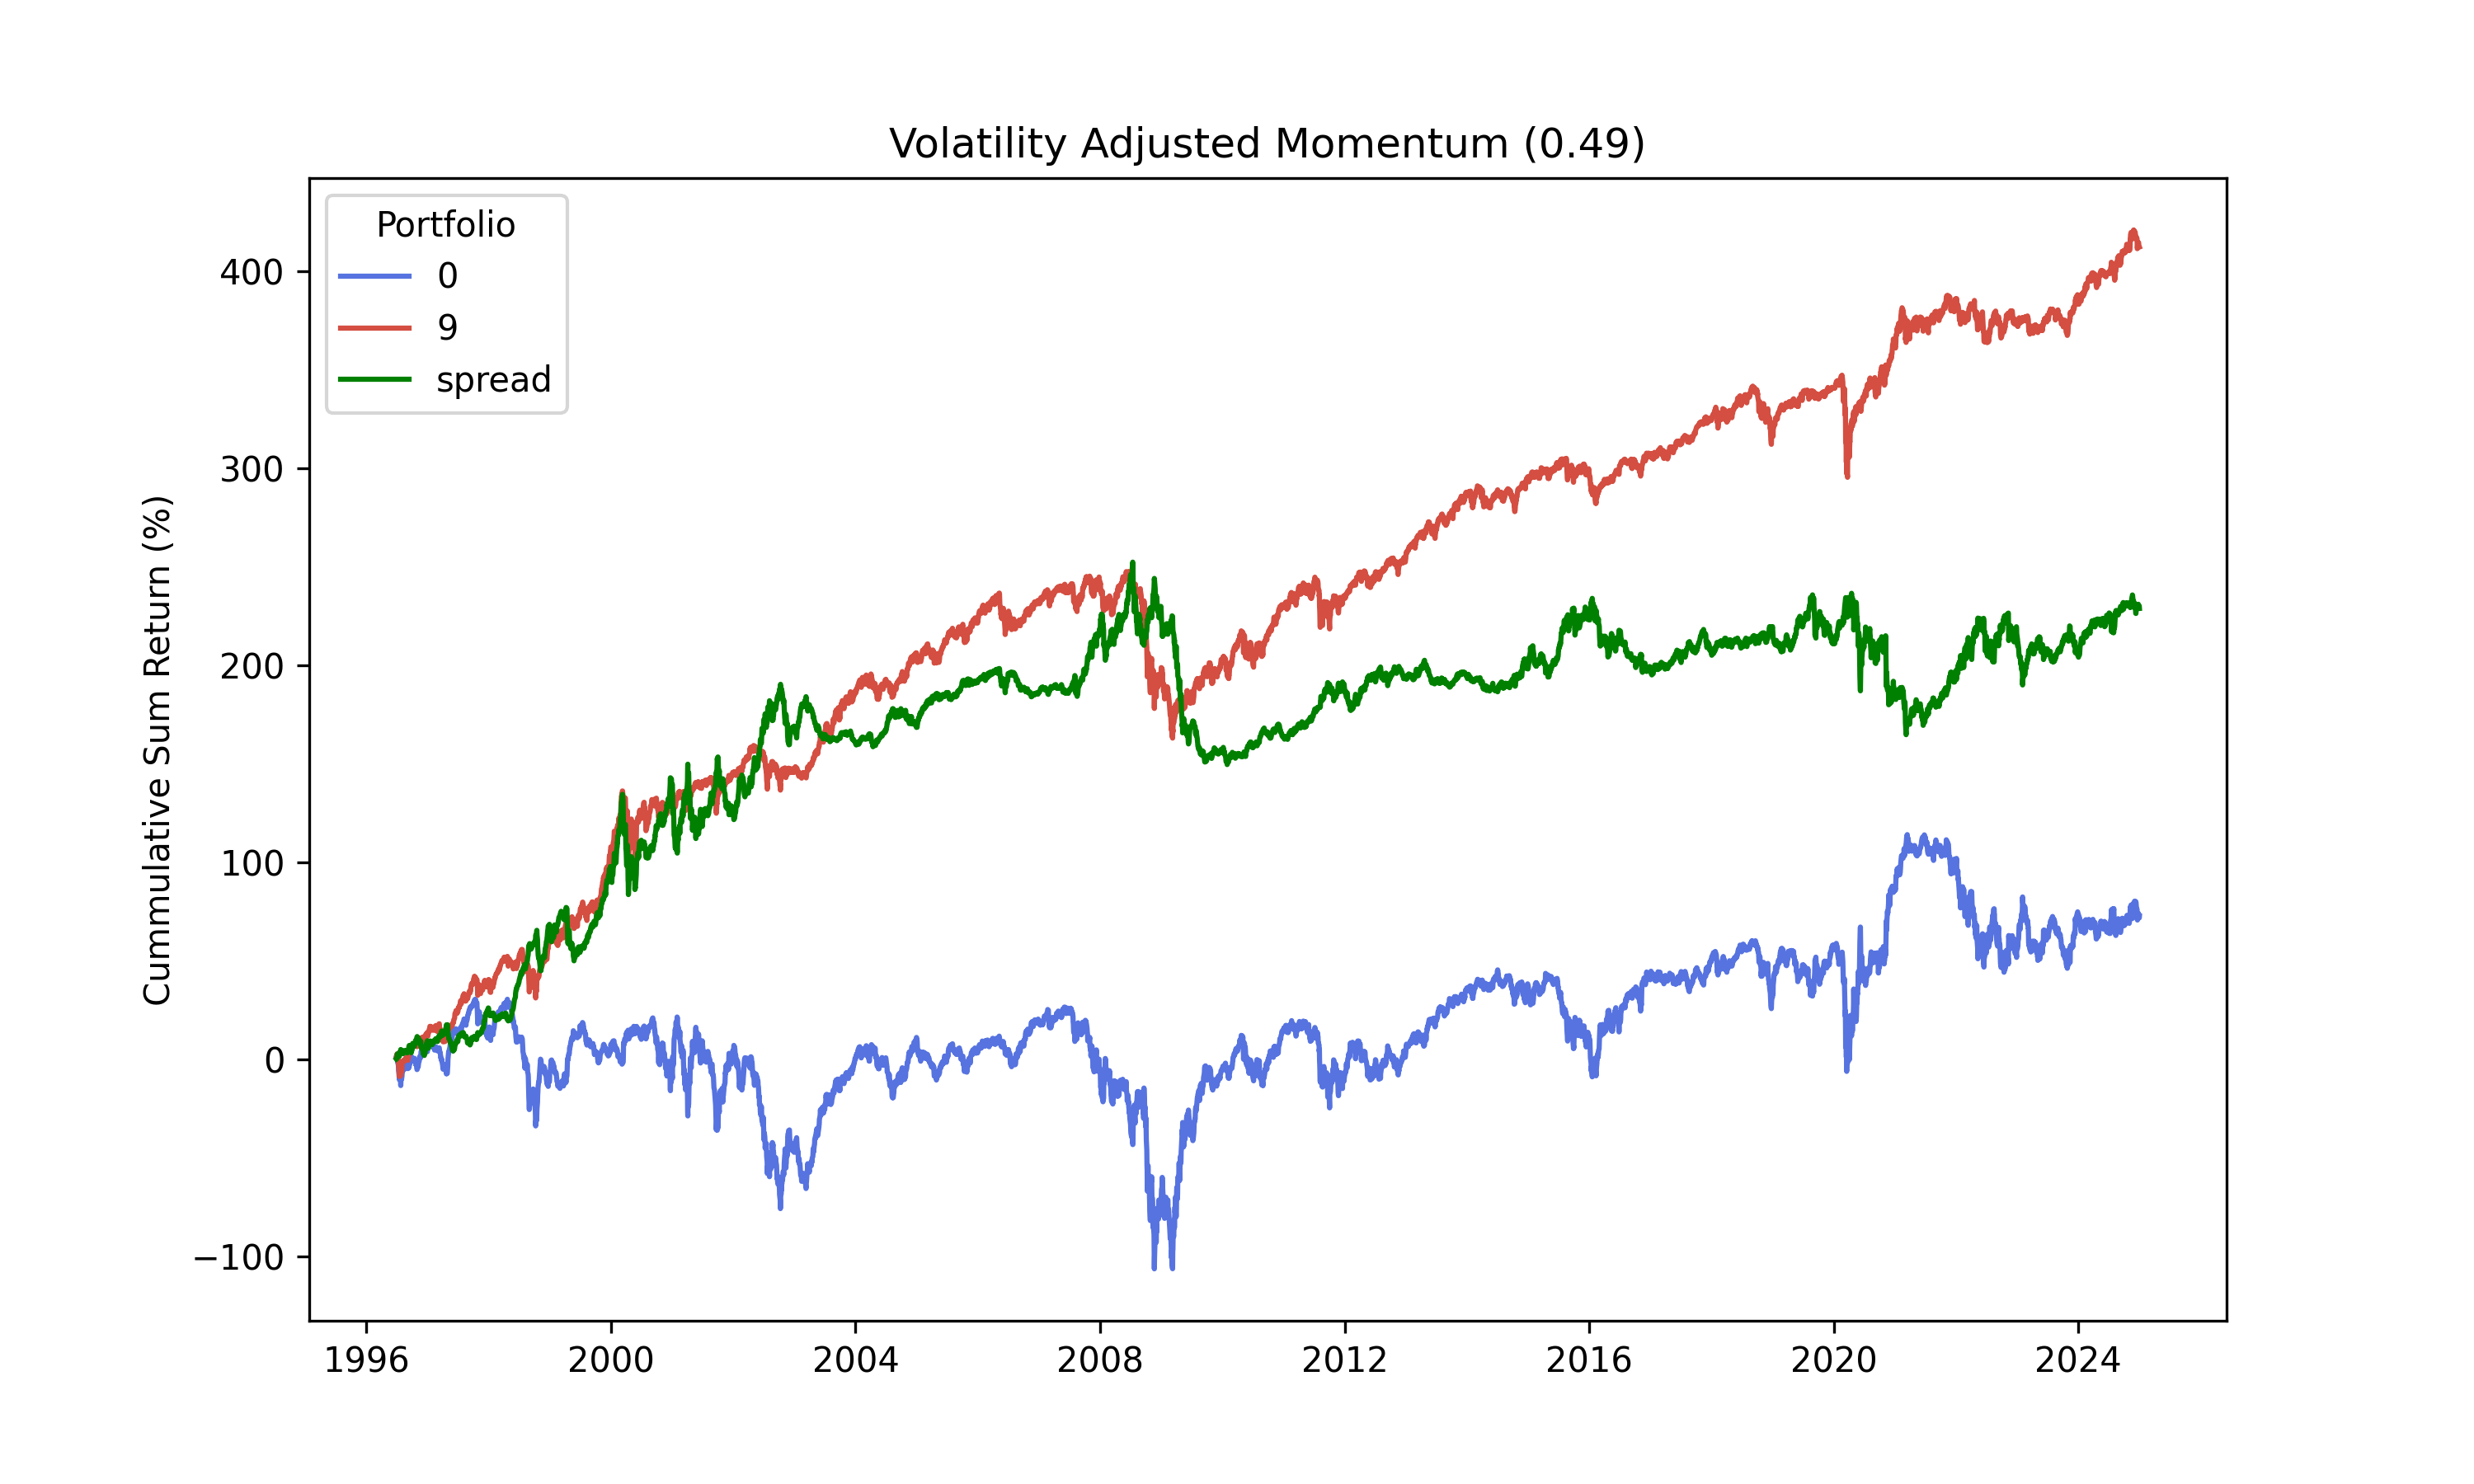 Volatility Adjusted Momentum (0.49)
Portfolio
0
9
spread
Cummulative Sum Return (%)
400
300
200
100
0
−100
1996 2000 2004 2008 2012 2016 2020 2024